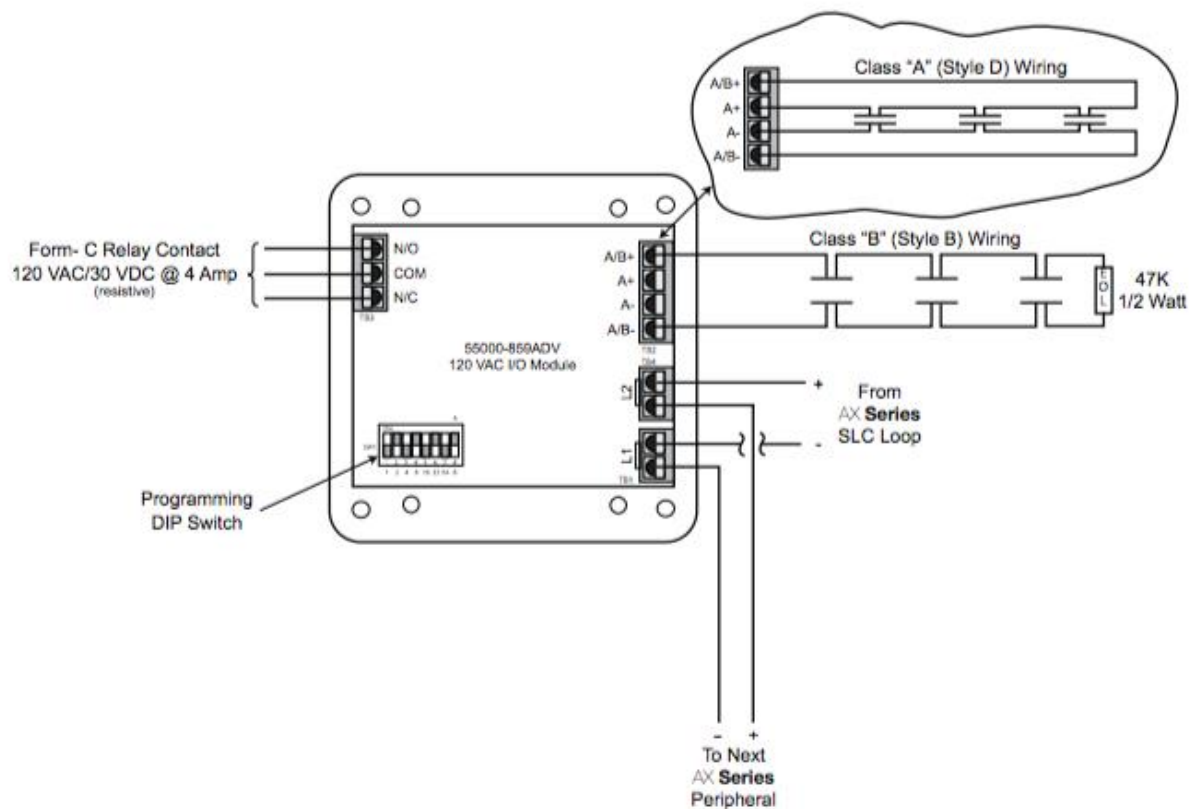 Class "A" (Style D) Wiring
A/B+
A+
A-
A/B-
Form- C Relay Contact
120 VAC/30 VDC @ 4 Amp
(resistive)
N/O
COM
N/C
TB3
A/B+
A+
A-
A/B-
TB2
TB4
Class "B" (Style B) Wiring
EOL
47K
1/2 Watt
55000-859ADV
120 VAC I/O Module
L2
L1
TB1
+
-
From
AX Series
SLC Loop
Programming
DIP Switch
- +
To Next
AX Series
Peripheral